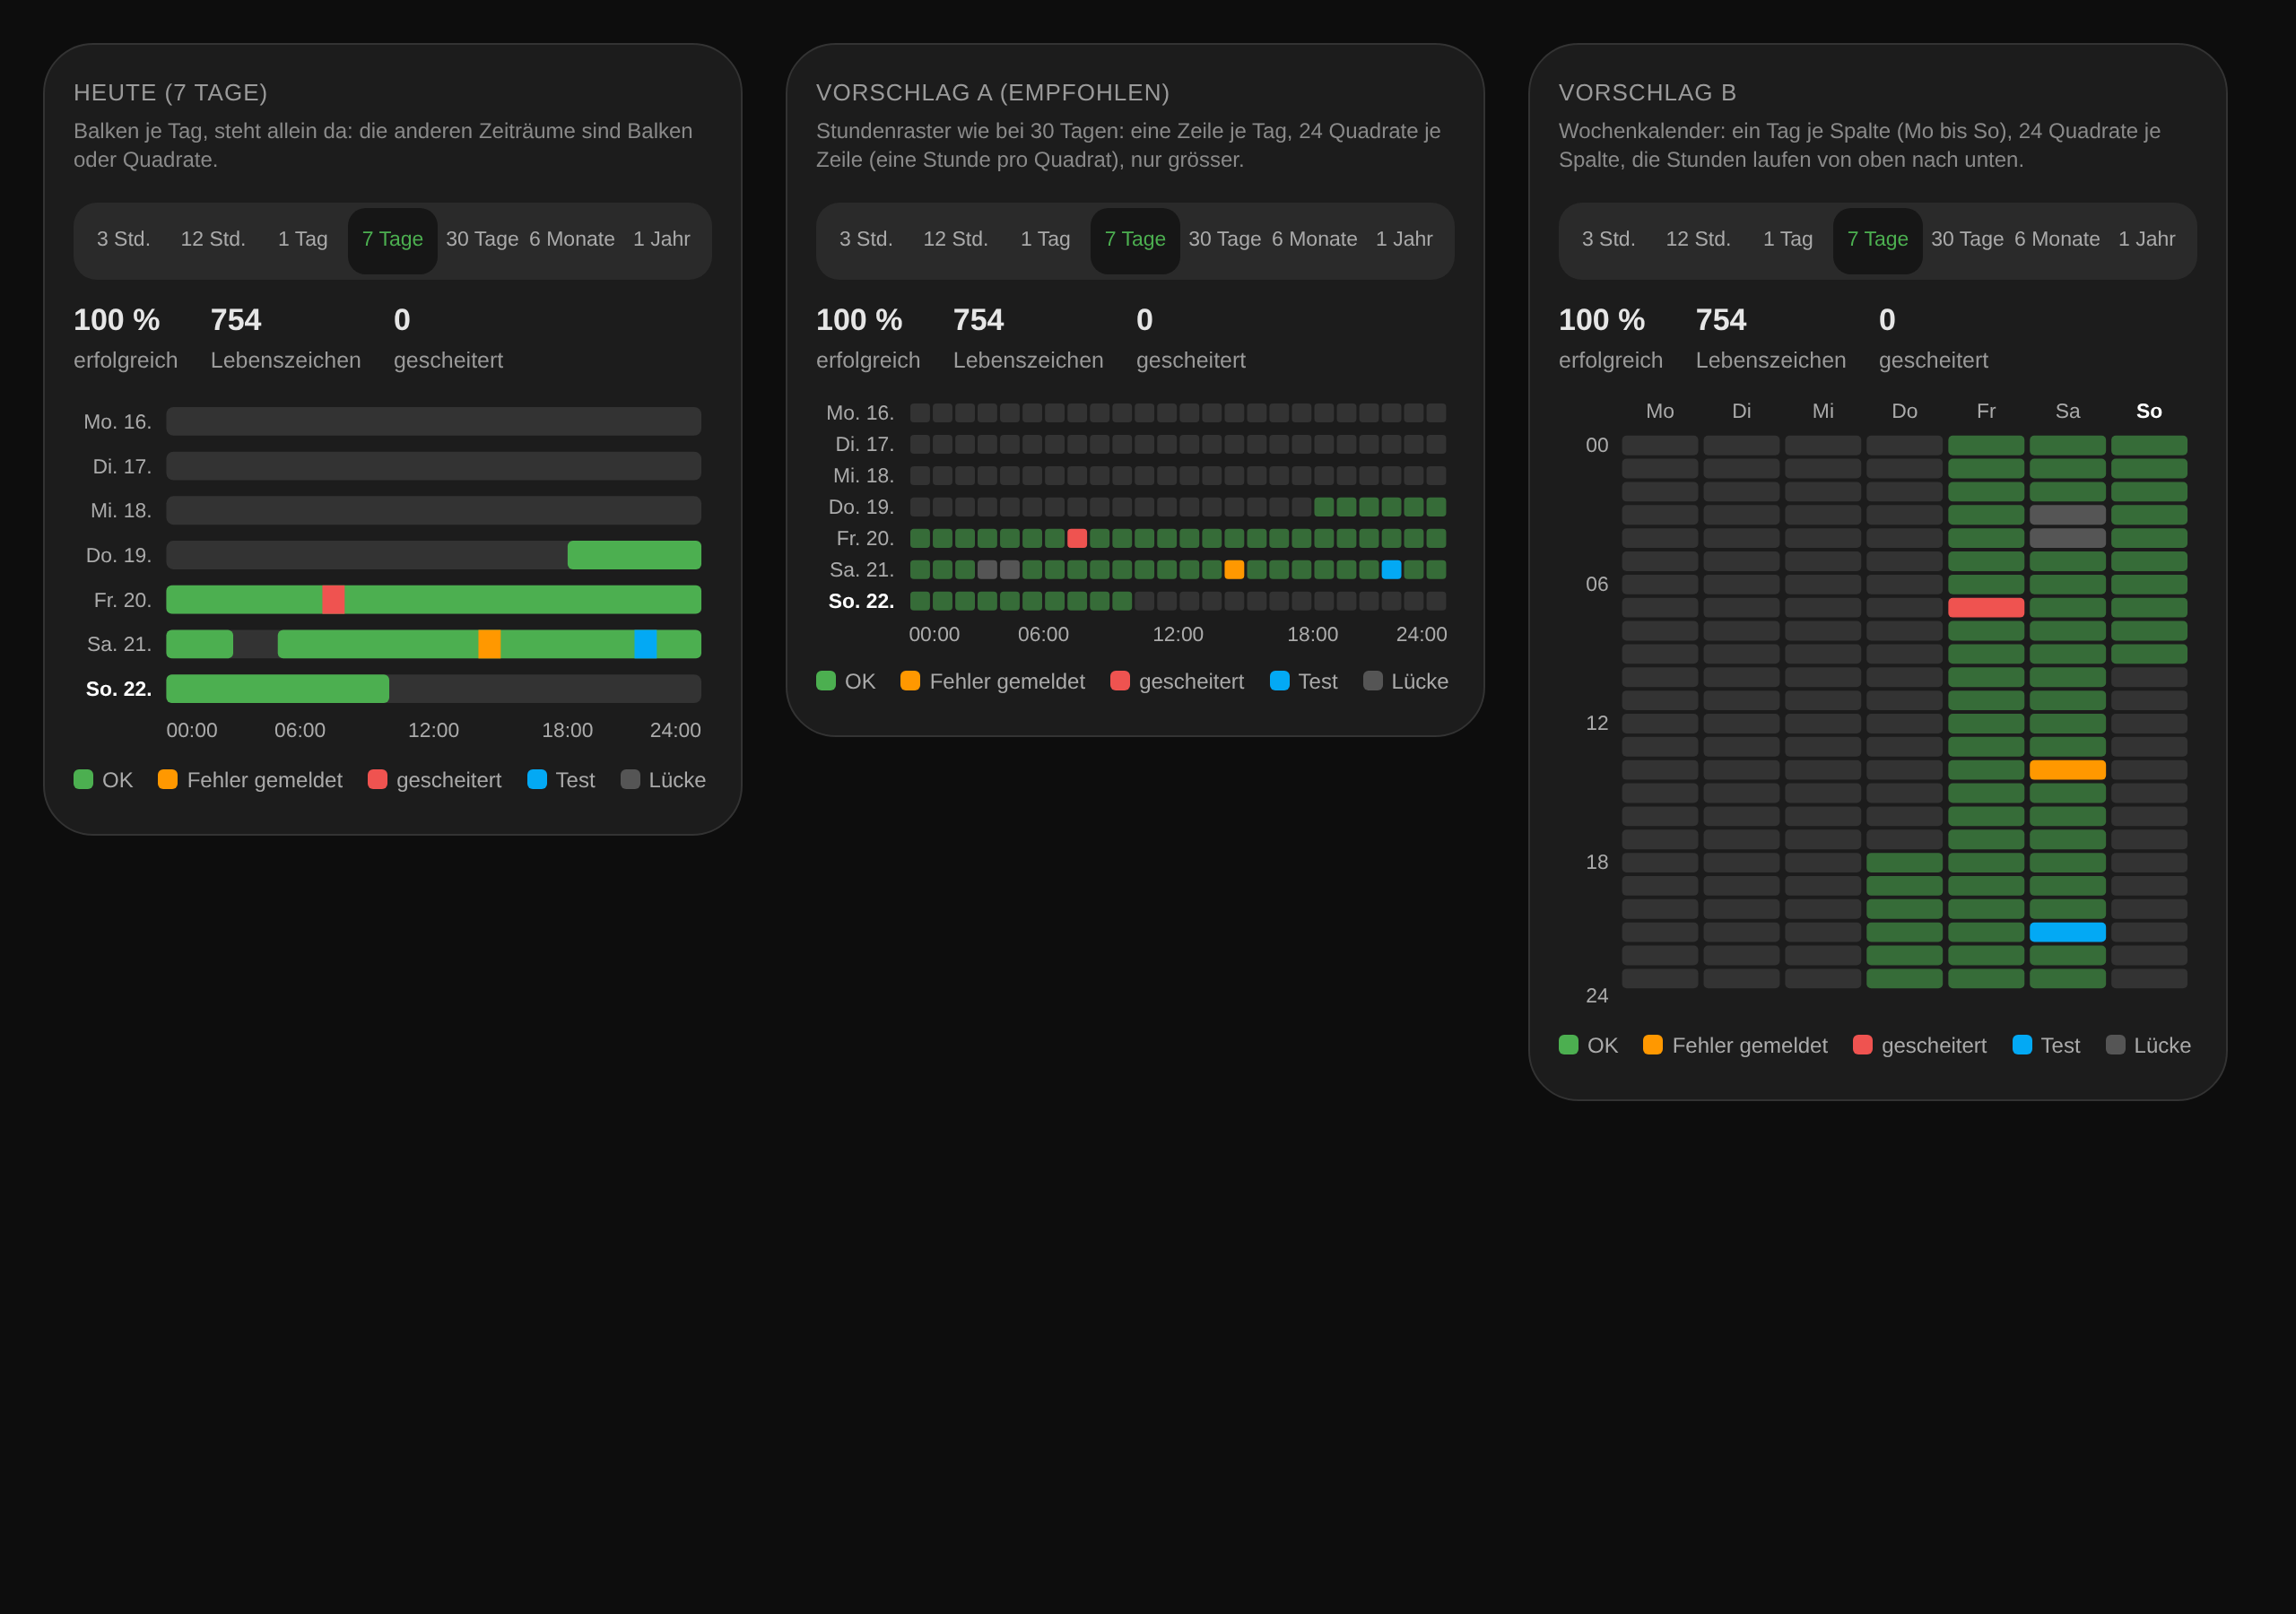 HEUTE (7 TAGE)
Balken je Tag, steht allein da: die anderen Zeiträume sind Balken
oder Quadrate.
3 Std. 12 Std. 1 Tag 7 Tage 30 Tage 6 Monate 1 Jahr
100 % 754 0
erfolgreich Lebenszeichen gescheitert
Mo. 16.
Di. 17.
Mi. 18.
Do. 19.
Fr. 20.
Sa. 21.
So. 22.
00:00 06:00 12:00 18:00 24:00
OK Fehler gemeldet gescheitert Test Lücke
VORSCHLAG A (EMPFOHLEN)
Stundenraster wie bei 30 Tagen: eine Zeile je Tag, 24 Quadrate je
Zeile (eine Stunde pro Quadrat), nur grösser.
3 Std. 12 Std. 1 Tag 7 Tage 30 Tage 6 Monate 1 Jahr
100 % 754 0
erfolgreich Lebenszeichen gescheitert
Mo. 16.
Di. 17.
Mi. 18.
Do. 19.
Fr. 20.
Sa. 21.
So. 22.
00:00 06:00 12:00 18:00 24:00
OK Fehler gemeldet gescheitert Test Lücke
VORSCHLAG B
Wochenkalender: ein Tag je Spalte (Mo bis So), 24 Quadrate je
Spalte, die Stunden laufen von oben nach unten.
3 Std. 12 Std. 1 Tag 7 Tage 30 Tage 6 Monate 1 Jahr
100 % 754 0
erfolgreich Lebenszeichen gescheitert
Mo Di Mi Do Fr Sa So
00
06
12
18
24
OK Fehler gemeldet gescheitert Test Lücke